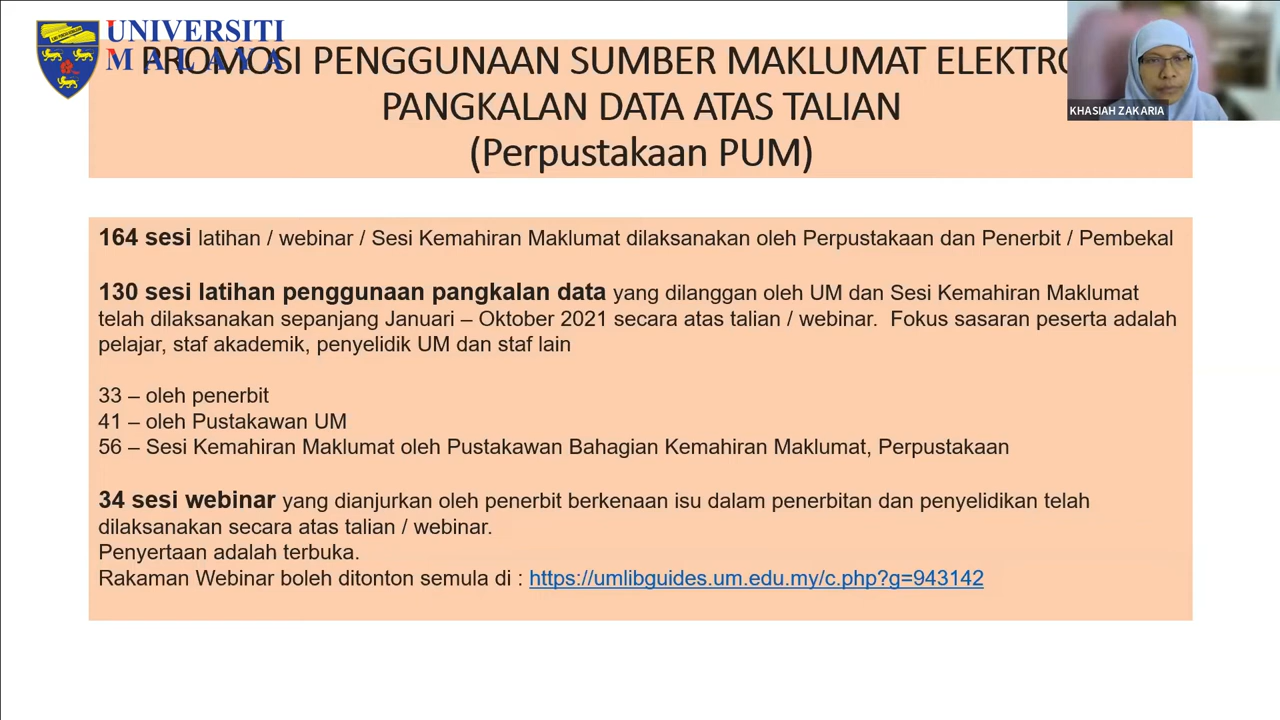 UNIVERSITI
MALAYA
PROMOSI PENGGUNAAN SUMBER MAKLUMAT
PANGKALAN DATA ATAS TALIAN
(Perpustakaan PUM)
KHASIAH ZAKARIA
164 sesi latihan / webinar / Sesi Kemahiran Maklumat dilaksanakan oleh Perpustakaan dan Penerbit / Pembekal
130 sesi latihan penggunaan pangkalan data yang dilanggan oleh UM dan Sesi Kemahiran Maklumat
telah dilaksanakan sepanjang Januari – Oktober 2021 secara atas talian / webinar. Fokus sasaran peserta adalah
pelajar, staf akademik, penyelidik UM dan staf lain
33 – oleh penerbit
41 – oleh Pustakawan UM
56 – Sesi Kemahiran Maklumat oleh Pustakawan Bahagian Kemahiran Maklumat, Perpustakaan
34 sesi webinar yang dianjurkan oleh penerbit berkenaan isu dalam penerbitan dan penyelidikan telah
dilaksanakan secara atas talian / webinar.
Penyertaan adalah terbuka.
Rakaman Webinar boleh ditonton semula di : https://umlibguides.um.edu.my/c.php?g=943142